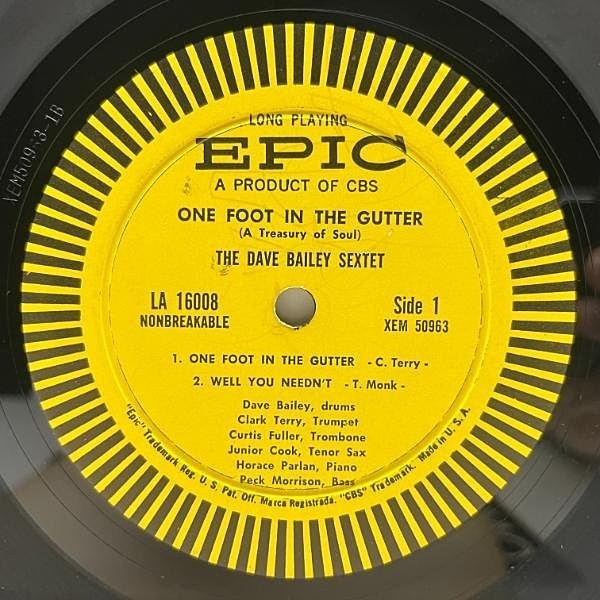 LONG PLAYING
EPIC
A PRODUCT OF CBS
ONE FOOT IN THE GUTTER
(A Treasury of Soul)
THE DAVE BAILEY SEXTET
LA 16008
NONBREAKABLE
Side 1
XEM 50963
1. ONE FOOT IN THE GUTTER - C. Terry -
2. WELL YOU NEEDN'T - T. Monk -
Dave Bailey, drums
Clark Terry, Trumpet
Curtis Fuller, Trombone
Junior Cook, Tenor Sax
Horace Parlan, Piano
Peck Morrison, Bass
"Epic" Trademark Reg. U. S. Pat. Off. Marca Registrada. "CBS" Trademark. Made in U. S. A.
XEM50963-1B